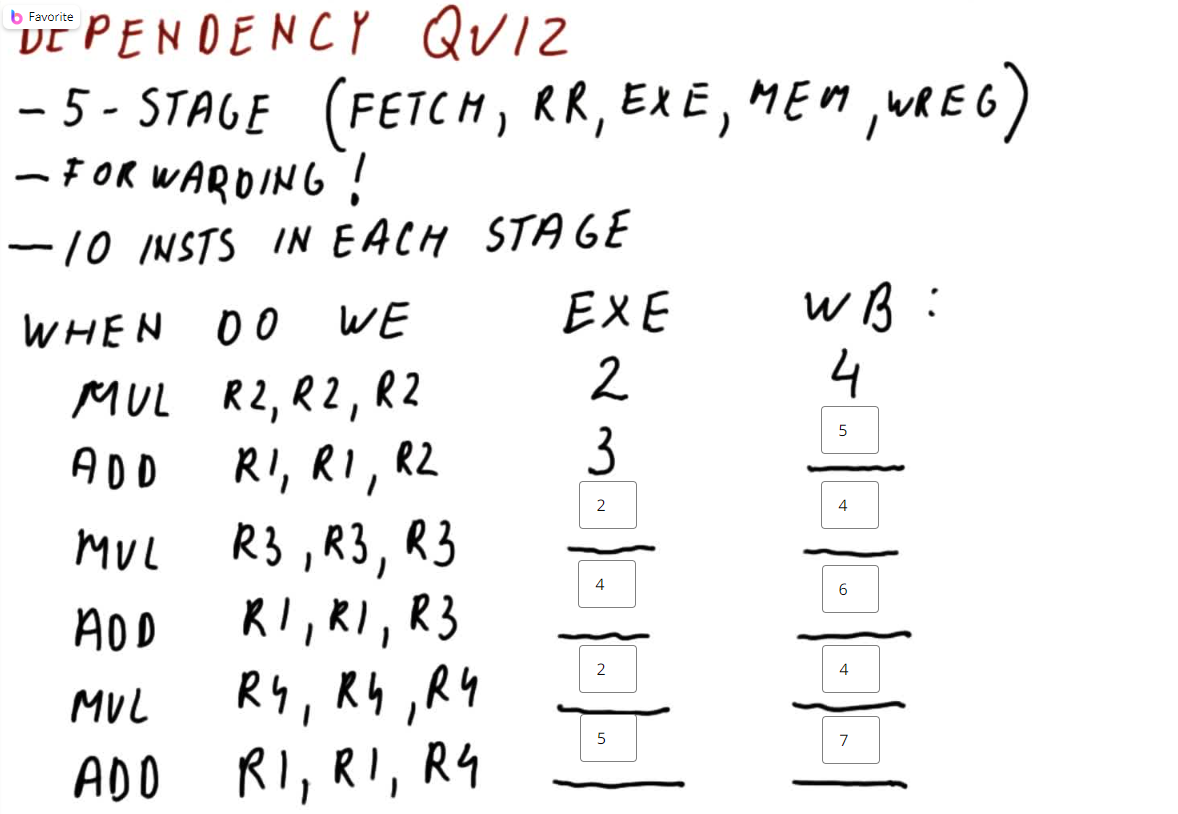 Favorite
DEPENDENCY QUIZ
- 5 - STAGE (FETCH, RR, EXE, MEM, WREG)
- FORWARDING!
- 10 INSTS IN EACH STAGE
WHEN DO WE EXE WB:
MUL R2, R2, R2 2 4
ADD R1, R1, R2 3 5
MUL R3, R3, R3 2 4
ADD R1, R1, R3 4 6
MUL R4, R4, R4 2 4
ADD R1, R1, R4 5 7